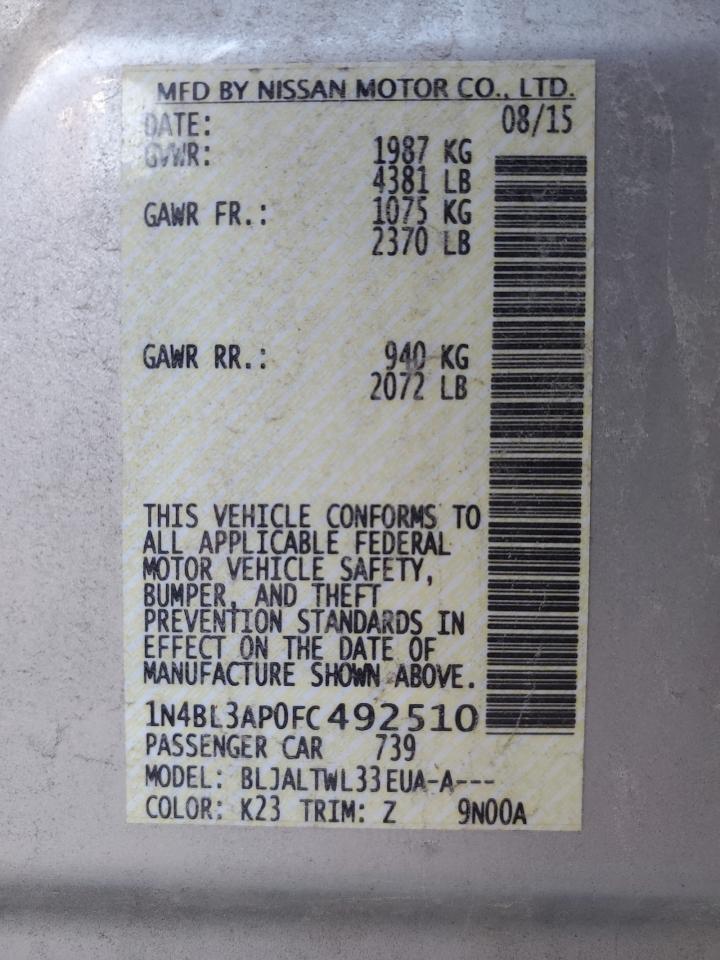 MFD BY NISSAN MOTOR CO., LTD.
DATE: 08/15
GVWR: 1987 KG
4381 LB
GAWR FR.: 1075 KG
2370 LB
GAWR RR.: 940 KG
2072 LB
THIS VEHICLE CONFORMS TO
ALL APPLICABLE FEDERAL
MOTOR VEHICLE SAFETY,
BUMPER, AND THEFT
PREVENTION STANDARDS IN
EFFECT ON THE DATE OF
MANUFACTURE SHOWN ABOVE.
1N4BL3AP0FC492510
PASSENGER CAR 739
MODEL: BLJALTWL33EUA-A---
COLOR: K23 TRIM: Z 9N00A